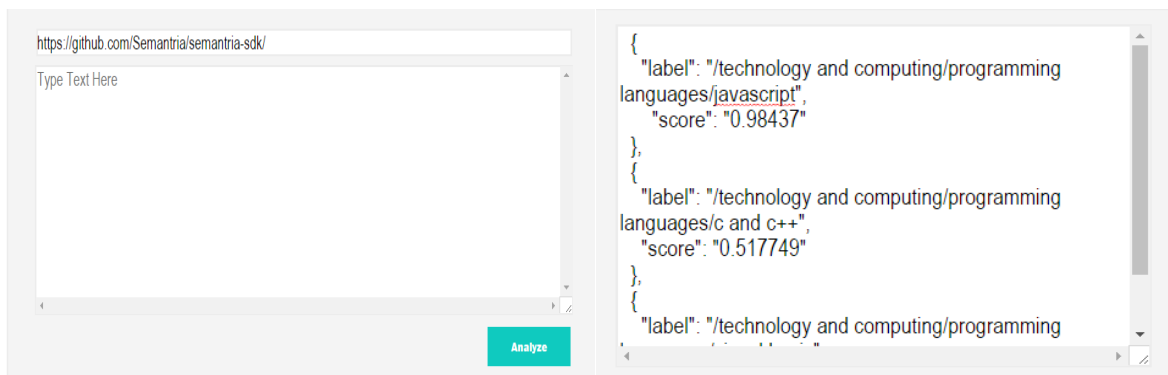 https://github.com/Semantria/semantria-sdk/
Type Text Here
Analyze
{
"label": "/technology and computing/programming
languages/javascript",
"score": "0.98437"
},
{
"label": "/technology and computing/programming
languages/c and c++",
"score": "0.517749"
},
{
"label": "/technology and computing/programming